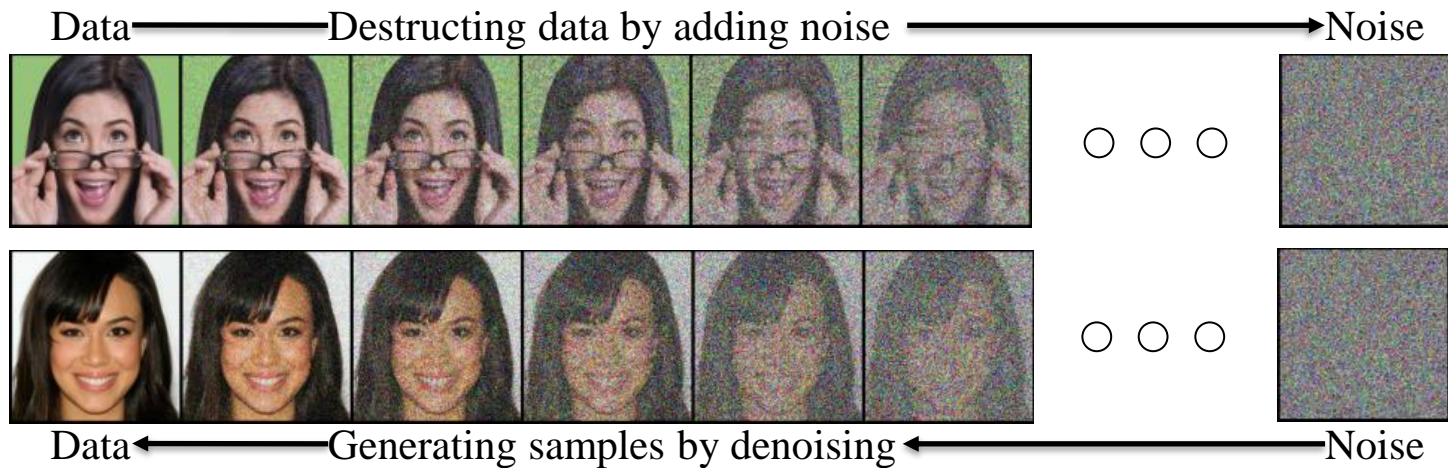 Data Destructing data by adding noise Noise
Data Generating samples by denoising Noise